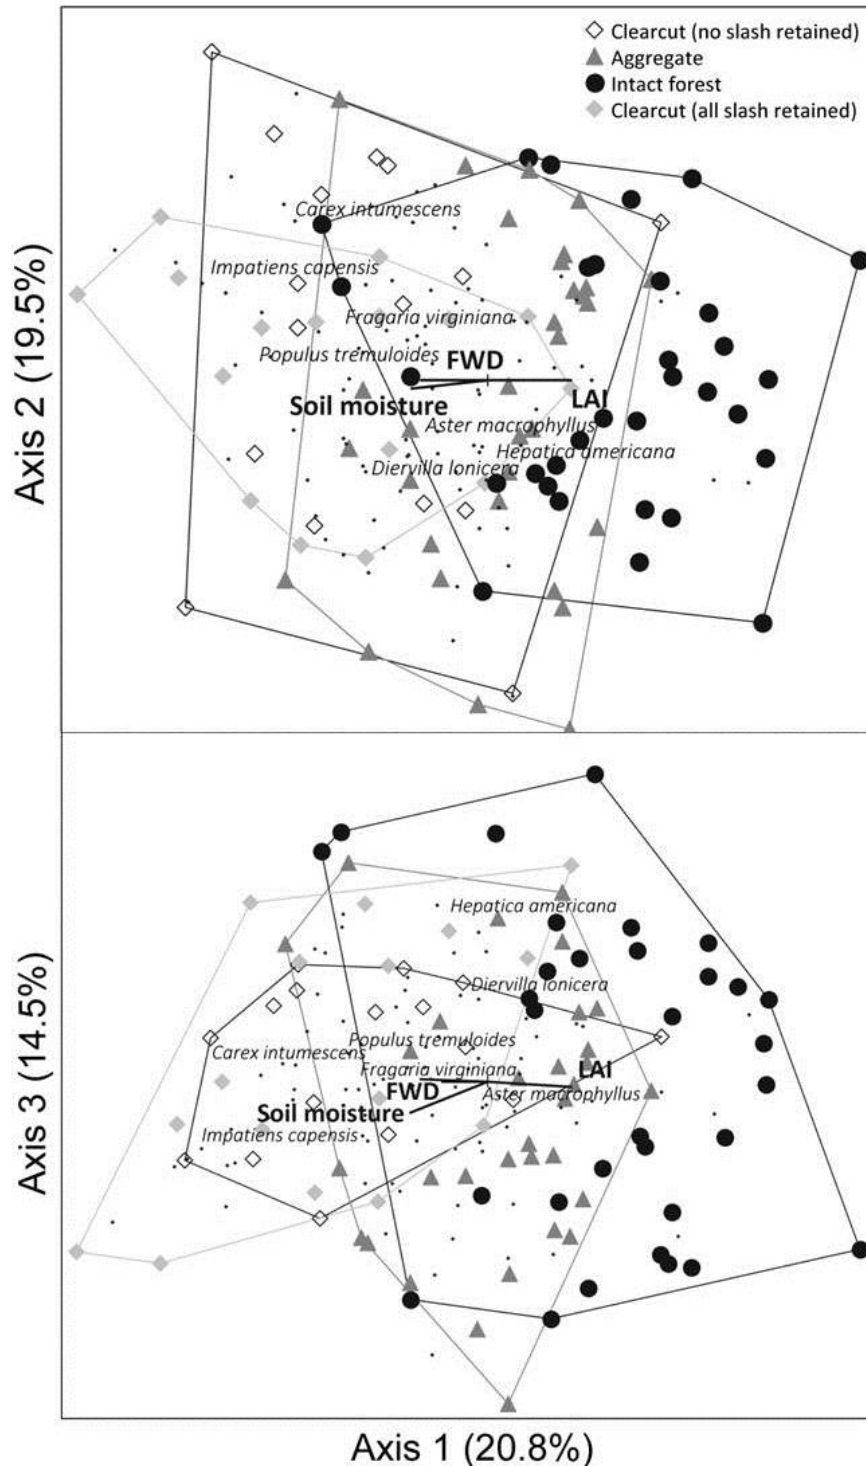 Clearcut (no slash retained)
Aggregate
Intact forest
Clearcut (all slash retained)
Carex intumescens
Impatiens capensis
Fragaria virginiana
Populus tremuloides
FWD
Soil moisture
LAI
Aster macrophyllus
Hepatica americana
Diervilla lonicera
Axis 2 (19.5%)
Hepatica americana
Diervilla lonicera
Populus tremuloides
Carex intumescens
Fragaria virginiana
LAI
FWD
Aster macrophyllus
Soil moisture
Impatiens capensis
Axis 3 (14.5%)
Axis 1 (20.8%)